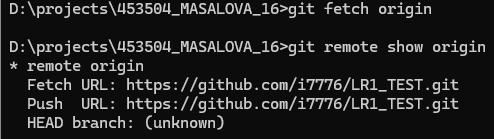 D:\projects\453504_MASALOVA_16>git fetch origin
D:\projects\453504_MASALOVA_16>git remote show origin
* remote origin
  Fetch URL: https://github.com/i7776/LR1_TEST.git
  Push  URL: https://github.com/i7776/LR1_TEST.git
  HEAD branch: (unknown)